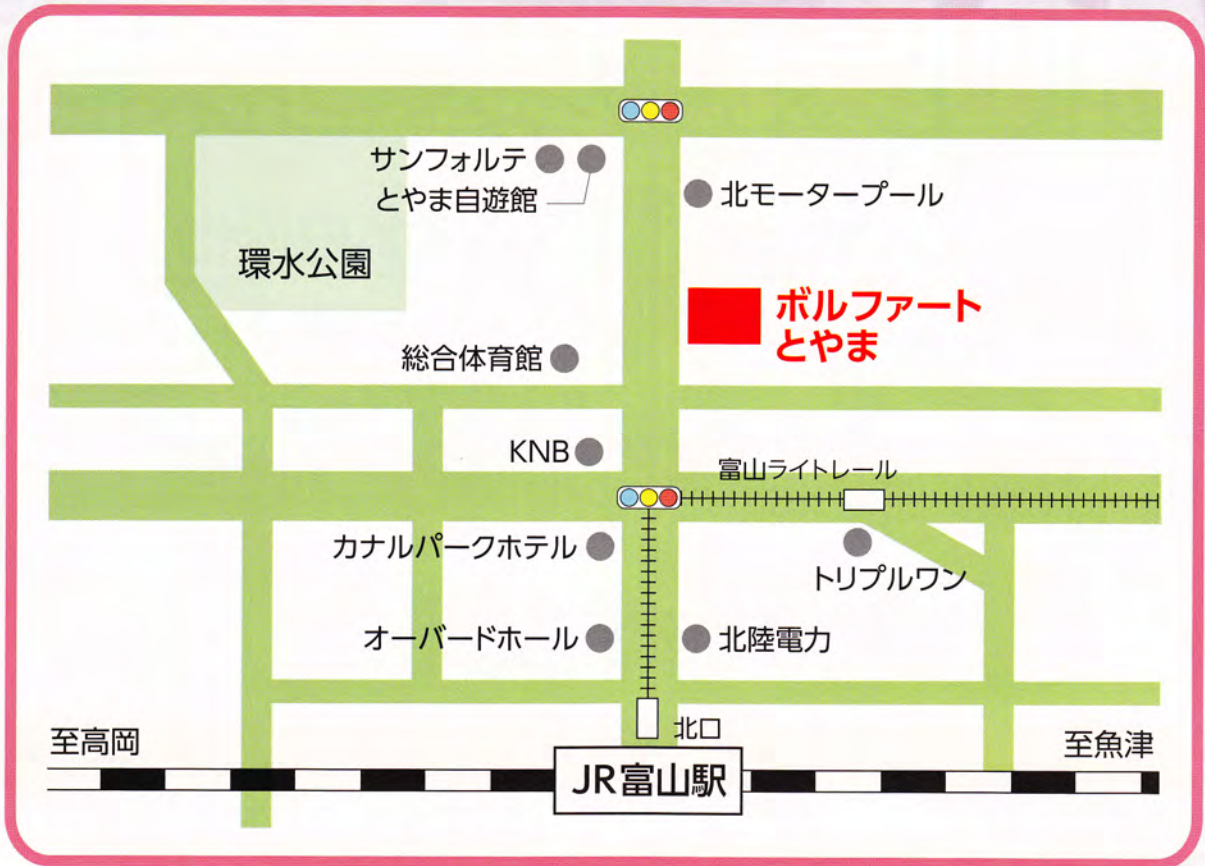 サンフォルテ
とやま自遊館
北モータープール
環水公園
ボルファート
とやま
総合体育館
KNB
富山ライトレール
カナルパークホテル
トリプルワン
オーバードホール
北陸電力
北口
至高岡
至魚津
JR富山駅